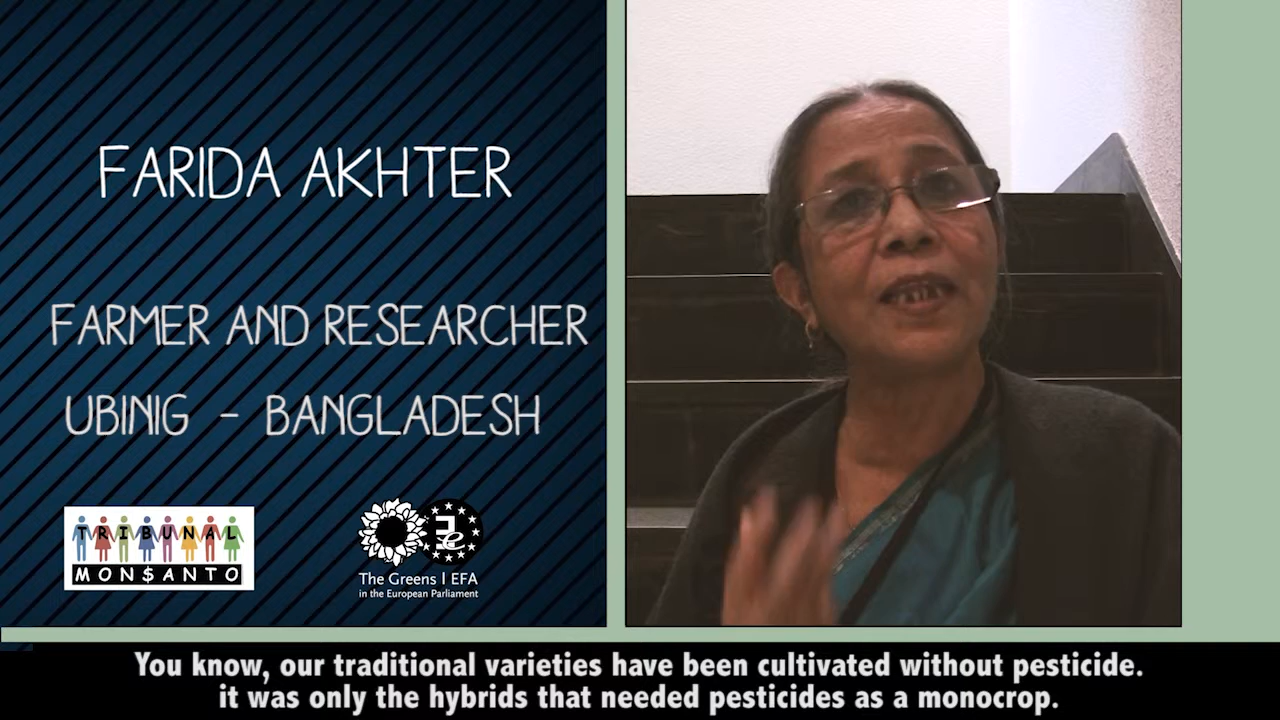 FARIDA AKHTER
FARMER AND RESEARCHER
UBINIG - BANGLADESH
TRIBUNAL
MON$ANTO
The Greens | EFA
in the European Parliament
You know, our traditional varieties have been cultivated without pesticide.
it was only the hybrids that needed pesticides as a monocrop.